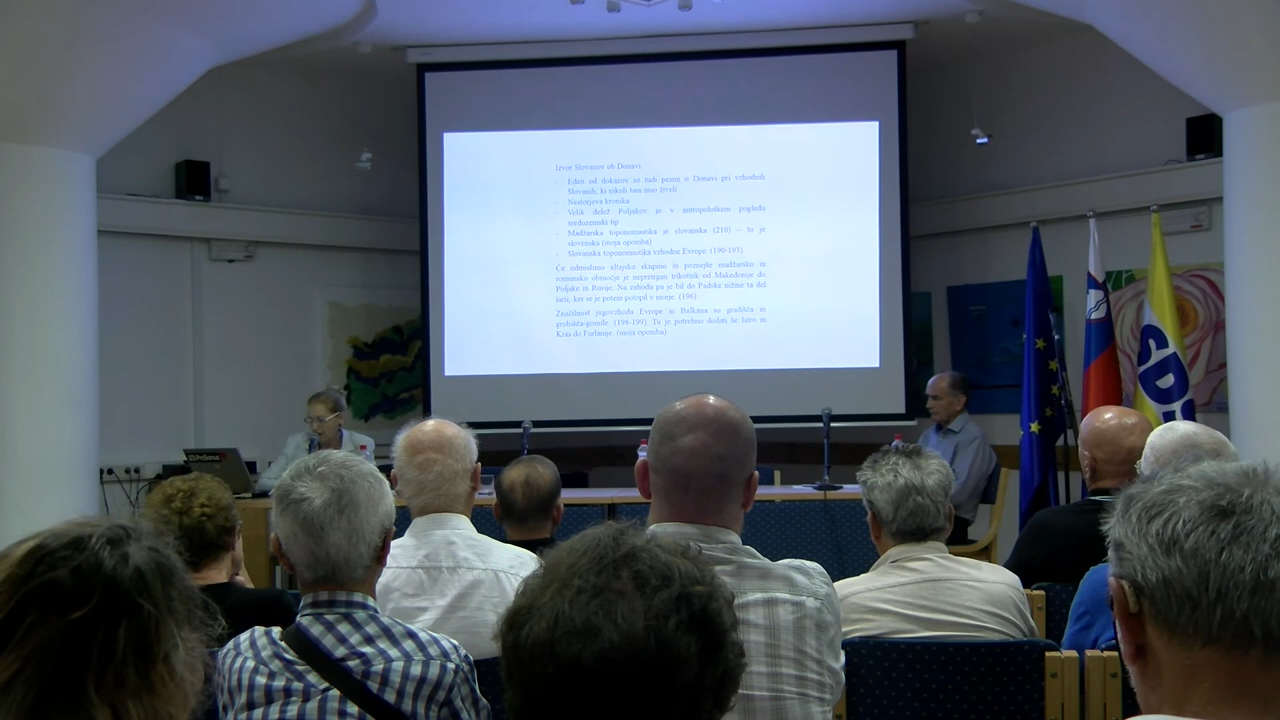 Izvor Slovanov ob Donavi.
- Eden od dokazov so tudi pesmi o Donavi pri vzhodnih
Slovanih, ki nikoli tam niso živeli
- Nestorjeva kronika
- Velik delež Poljakov je v antropološkem pogledu
sredozemski tip
- Madžarska toponomastika je slovanska (210) – to je
slovenska (moja opomba)
- Slovanska toponomastika vzhodne Evrope. (190-193)
Če odmislimo altajsko skupino in poznejše madžarsko in
romunsko območje je nepretrgan trikotnik od Makedonije do
Poljske in Rusije. Na zahodu pa je bil do Padske nižine ta del
širši, ker se je potem potopil v morje. (196)
Značilnost jugovzhoda Evrope in Balkana so gradišča in
grobišča-gomile. (198-199). Tu je potrebno dodati še Istro in
Kras do Furlanije. (moja opomba)
ProBook
SDS